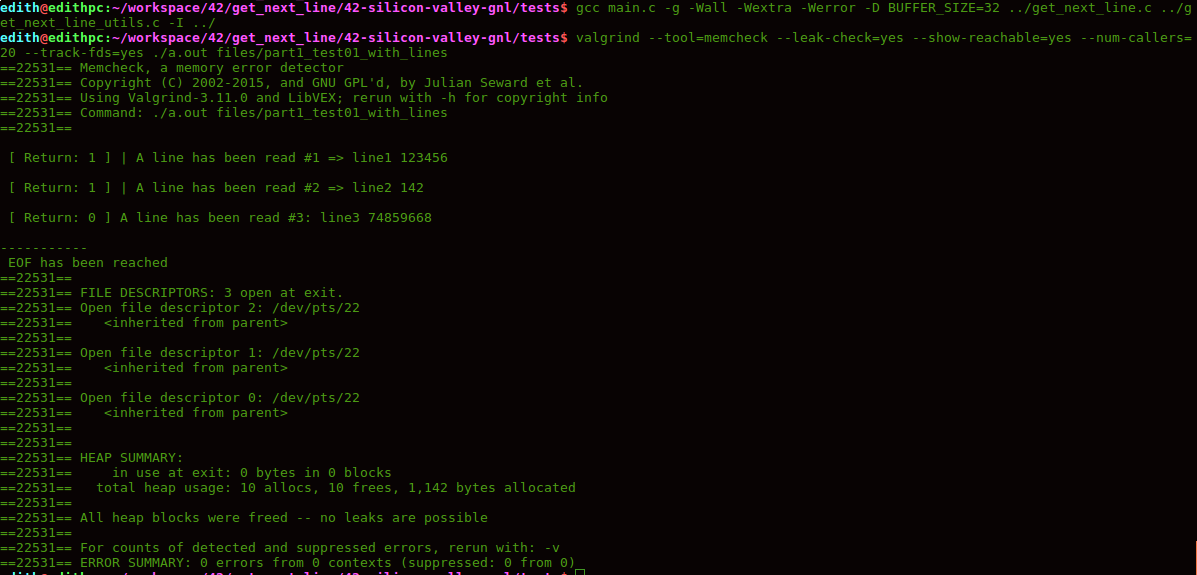 edith@edithpc:~/workspace/42/get_next_line/42-silicon-valley-gnl/tests$ gcc main.c -g -Wall -Wextra -Werror -D BUFFER_SIZE=32 ../get_next_line.c ../g
et_next_line_utils.c -I ../
edith@edithpc:~/workspace/42/get_next_line/42-silicon-valley-gnl/tests$ valgrind --tool=memcheck --leak-check=yes --show-reachable=yes --num-callers=
20 --track-fds=yes ./a.out files/part1_test01_with_lines
==22531== Memcheck, a memory error detector
==22531== Copyright (C) 2002-2015, and GNU GPL'd, by Julian Seward et al.
==22531== Using Valgrind-3.11.0 and LibVEX; rerun with -h for copyright info
==22531== Command: ./a.out files/part1_test01_with_lines
==22531==
[ Return: 1 ] | A line has been read #1 => line1 123456
[ Return: 1 ] | A line has been read #2 => line2 142
[ Return: 0 ] A line has been read #3: line3 74859668
-----------
EOF has been reached
==22531==
==22531== FILE DESCRIPTORS: 3 open at exit.
==22531== Open file descriptor 2: /dev/pts/22
==22531==    <inherited from parent>
==22531==
==22531== Open file descriptor 1: /dev/pts/22
==22531==    <inherited from parent>
==22531==
==22531== Open file descriptor 0: /dev/pts/22
==22531==    <inherited from parent>
==22531==
==22531==
==22531== HEAP SUMMARY:
==22531==     in use at exit: 0 bytes in 0 blocks
==22531==   total heap usage: 10 allocs, 10 frees, 1,142 bytes allocated
==22531==
==22531== All heap blocks were freed -- no leaks are possible
==22531==
==22531== For counts of detected and suppressed errors, rerun with: -v
==22531== ERROR SUMMARY: 0 errors from 0 contexts (suppressed: 0 from 0)